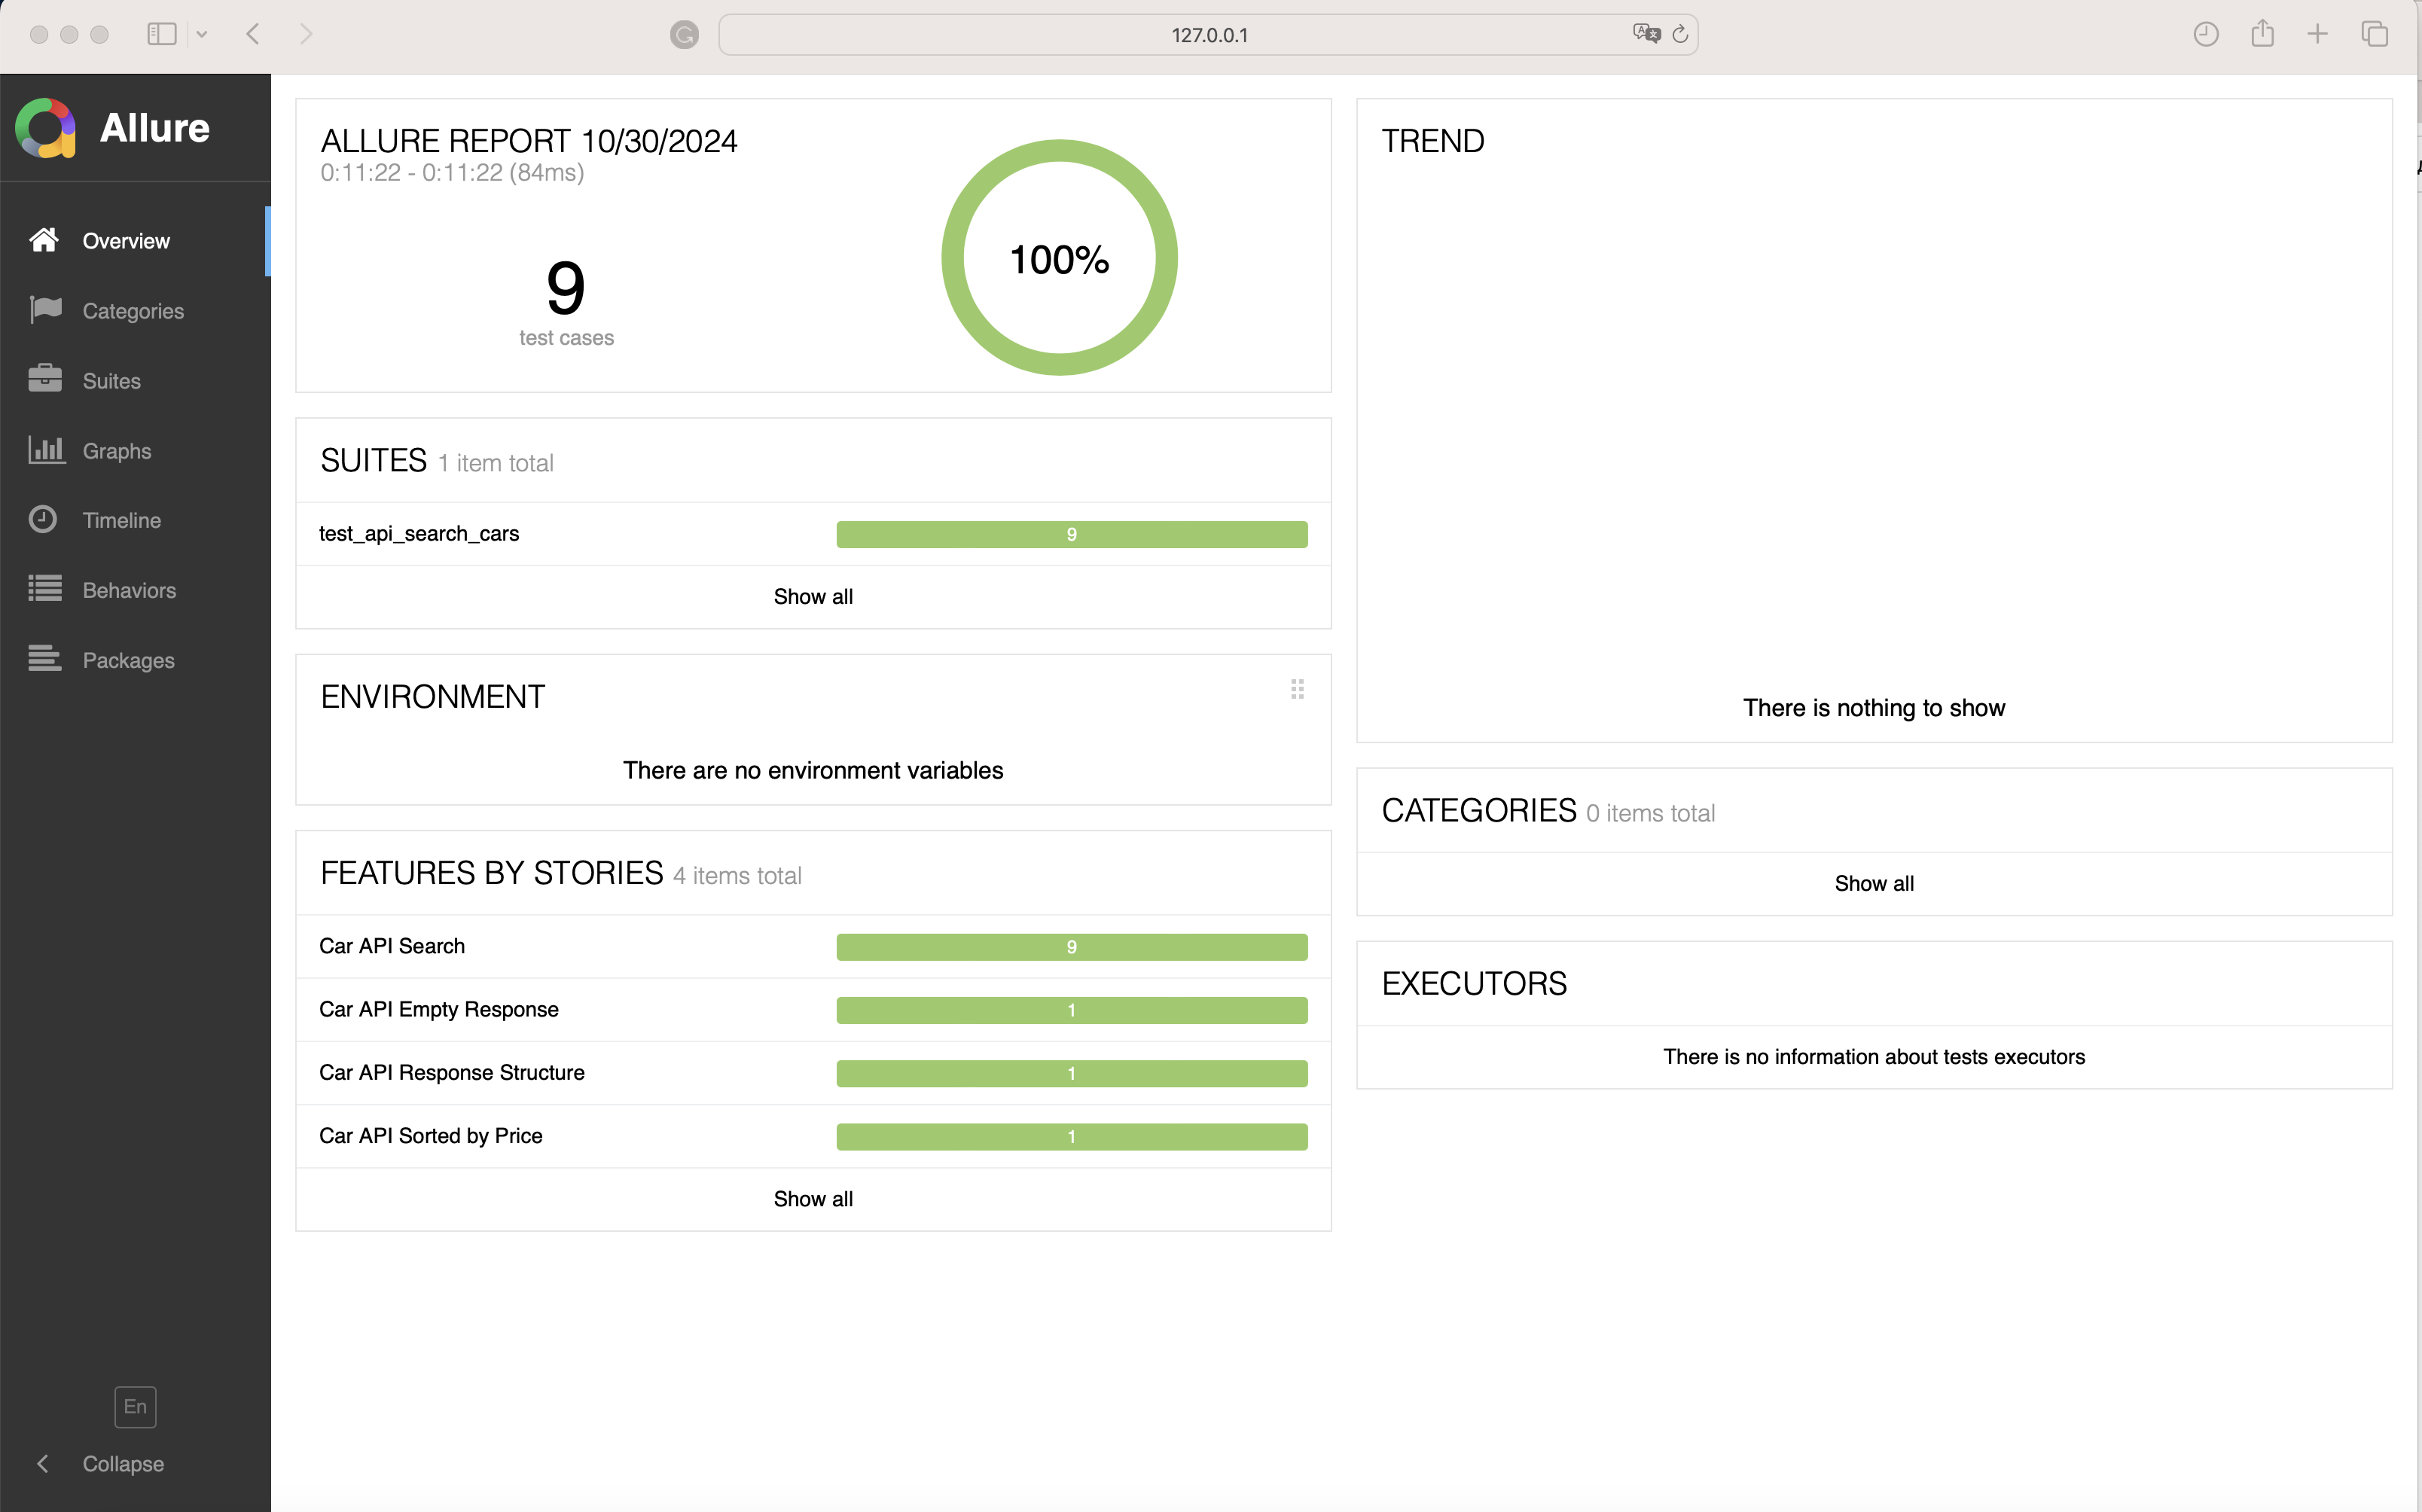 127.0.0.1
Allure
Overview
Categories
Suites
Graphs
Timeline
Behaviors
Packages
En
Collapse
ALLURE REPORT 10/30/2024
0:11:22 - 0:11:22 (84ms)
9
test cases
100%
SUITES 1 item total
test_api_search_cars 9
Show all
ENVIRONMENT
There are no environment variables
FEATURES BY STORIES 4 items total
Car API Search 9
Car API Empty Response 1
Car API Response Structure 1
Car API Sorted by Price 1
Show all
TREND
There is nothing to show
CATEGORIES 0 items total
Show all
EXECUTORS
There is no information about tests executors